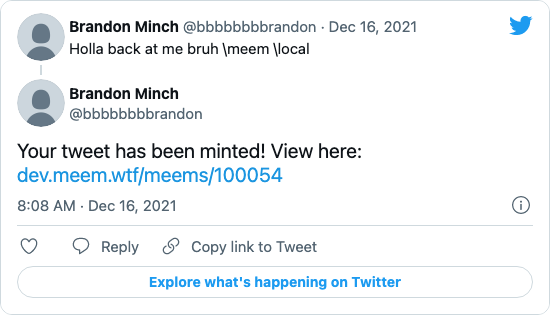 Brandon Minch @bbbbbbbbrandon · Dec 16, 2021
Holla back at me bruh \meem \local
Brandon Minch
@bbbbbbbbrandon
Your tweet has been minted! View here:
dev.meem.wtf/meems/100054
8:08 AM · Dec 16, 2021
Reply Copy link to Tweet
Explore what's happening on Twitter